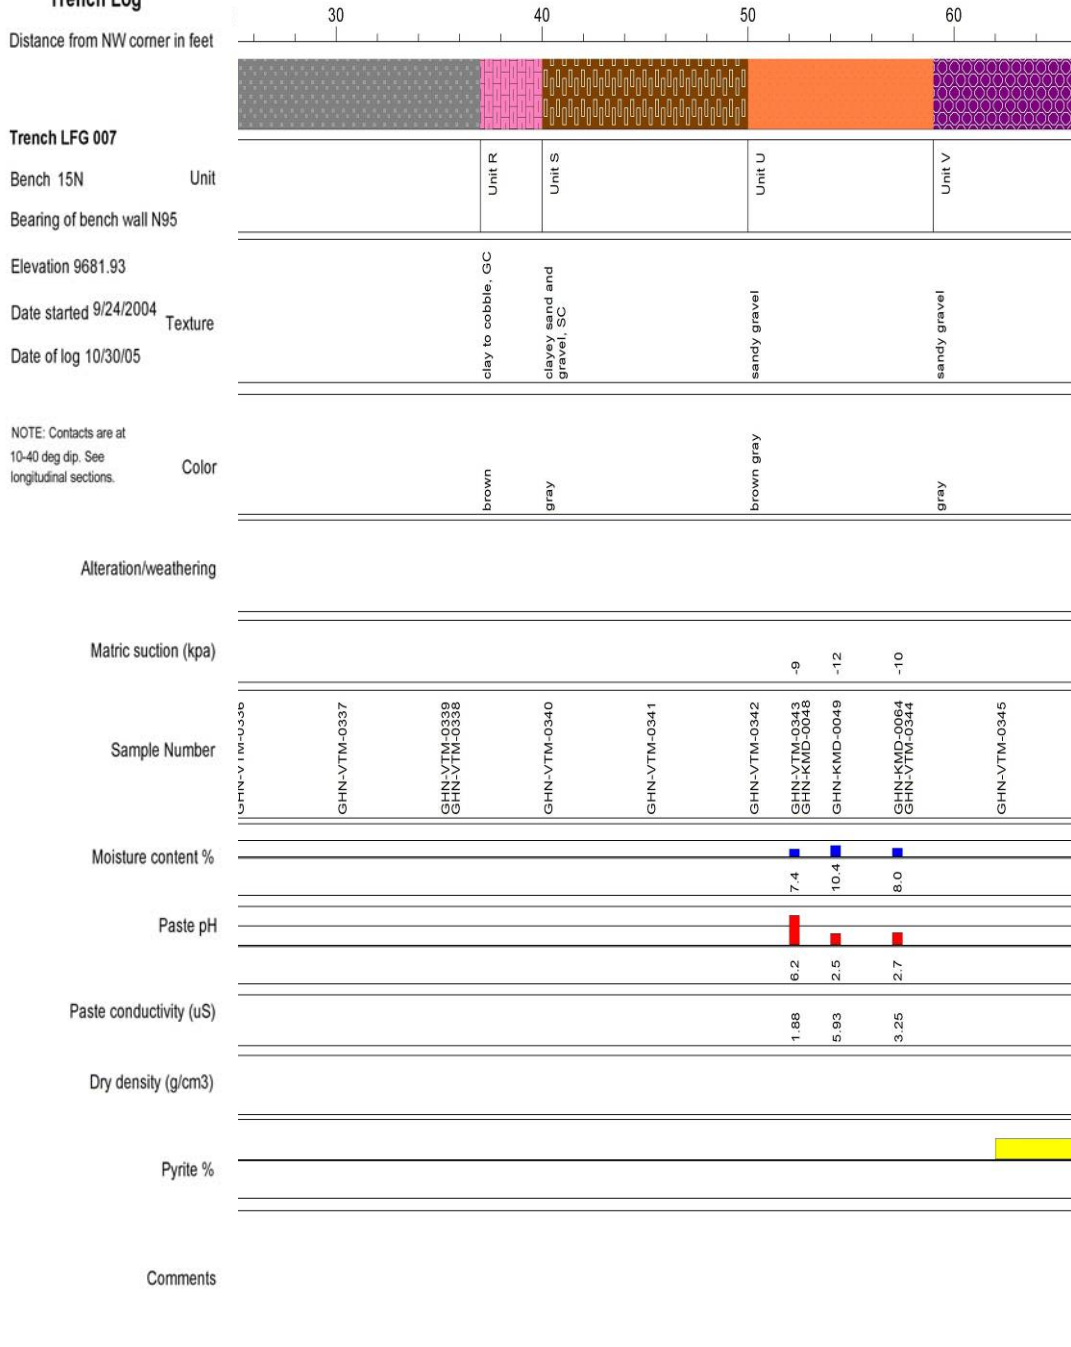 Trench Log
30 40 50 60
Distance from NW corner in feet
Trench LFG 007
Bench 15N
Unit
Unit R
Unit S
Unit U
Unit V
Bearing of bench wall N95
Elevation 9681.93
Date started 9/24/2004
Texture
clay to cobble, GC
clayey sand and
gravel, SC
sandy gravel
sandy gravel
Date of log 10/30/05
NOTE: Contacts are at
10-40 deg dip. See
longitudinal sections.
Color
brown
gray
brown gray
gray
Alteration/weathering
Matric suction (kpa)
-9
-12
-10
Sample Number
GHN-VTM-0336
GHN-VTM-0337
GHN-VTM-0339
GHN-VTM-0338
GHN-VTM-0340
GHN-VTM-0341
GHN-VTM-0342
GHN-VTM-0343
GHN-KMD-0048
GHN-KMD-0049
GHN-KMD-0064
GHN-VTM-0344
GHN-VTM-0345
Moisture content %
7.4
10.4
8.0
Paste pH
6.2
2.5
2.7
Paste conductivity (uS)
1.88
5.93
3.25
Dry density (g/cm3)
Pyrite %
Comments